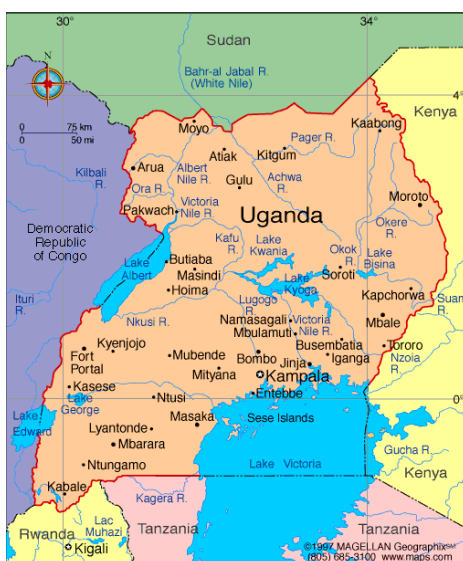 30°
34°
Sudan
N
Bahr-al Jabal R.
(White Nile)
4°
Kenya
0
75 km
0
50 mi
Moyo
Kaabong
Pager R.
Atiak
Kitgum
Arua
Albert
Nile R.
Achwa
R.
Kilbali
R.
Ora R.
Gulu
Moroto
Victoria
Nile R.
Pakwach
Uganda
Okere
R.
Democratic
Republic
of Congo
Kafu
R.
Lake
Kwania
Okok
R.
Lake
Bisina
Butiaba
Lake
Albert
Masindi
Soroti
Hoima
Lake
Kyoga
Kapchorwa
Ituri
R.
Lugogo
R.
Suam
R.
Nkusi R.
Namasagali
Victoria
Nile R.
Mbale
Mbulamuti
Busembatia
Kyenjojo
Tororo
Fort
Portal
Mubende
Bombo
Jinja
Iganga
Nzoia
R.
Mityana
Kampala
Kasese
Lake
George
Ntusi
Entebbe
0°
Lake
Edward
Masaka
Sese Islands
Lyantonde
Mbarara
Gucha R.
Ntungamo
Lake Victoria
Kenya
Kabale
Kagera R.
Rwanda
Lac
Muhazi
Tanzania
Tanzania
Kigali
©1997 MAGELLAN Geographix℠
(805) 685-3100 www.maps.com